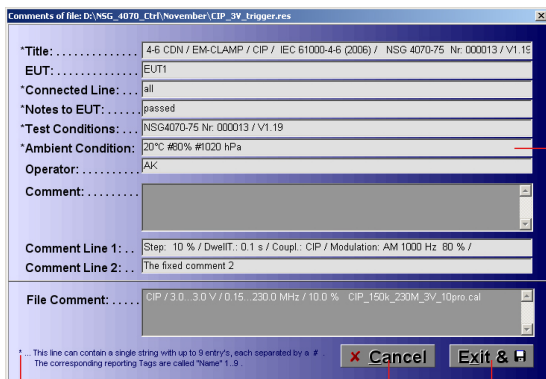 Comments of file: D:\NSG_4070_Ctrl\November\CIP_3V_trigger.res
*Title: . . . . . . . . . . . . . 4-6 CDN / EM-CLAMP / CIP / IEC 61000-4-6 (2006) / NSG 4070-75 Nr: 000013 / V1.19
EUT: . . . . . . . . . . . . . EUT1
*Connected Line: . . . all
*Notes to EUT: . . . . . . passed
*Test Conditions: . . . NSG4070-75 Nr: 000013 / V1.19
*Ambient Condition: 20°C #80% #1020 hPa
Operator: . . . . . . . . . AK
Comment: . . . . . . . .
Comment Line 1: . . Step: 10 % / DwellT.: 0.1 s / Coupl.: CIP / Modulation: AM 1000 Hz 80 % /
Comment Line 2: . . The fixed comment 2
File Comment: . . . . . CIP / 3.0...3.0 V / 0.15...230.0 MHz / 10.0 % CIP_150k_230M_3V_10pro.cal
* ... This line can contain a single string with up to 9 entry's, each separated by a # .
The corresponding reporting Tags are called "Name" 1..9 .
x Cancel
Exit &